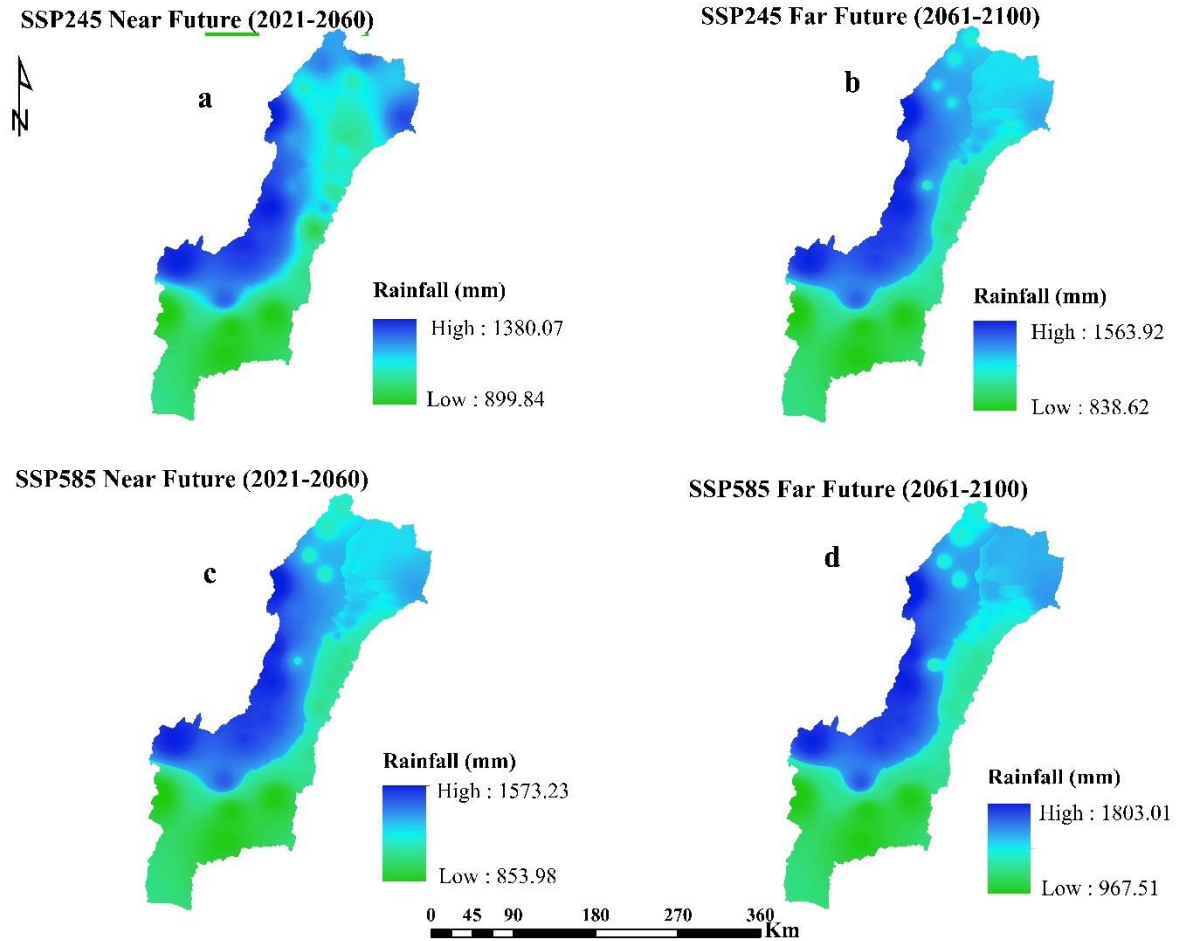 SSP245 Near Future (2021-2060)
SSP245 Far Future (2061-2100)
N
a
b
Rainfall (mm)
High : 1380.07
Low : 899.84
Rainfall (mm)
High : 1563.92
Low : 838.62
SSP585 Near Future (2021-2060)
SSP585 Far Future (2061-2100)
c
d
Rainfall (mm)
High : 1573.23
Low : 853.98
Rainfall (mm)
High : 1803.01
Low : 967.51
0 45 90 180 270 360
Km